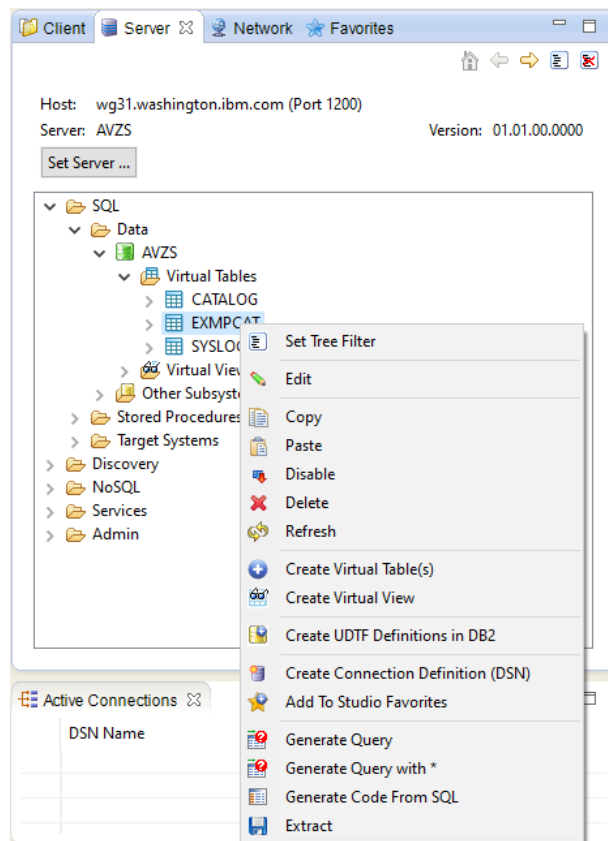 Client Server Network Favorites
Host: wg31.washington.ibm.com (Port 1200)
Server: AVZS Version: 01.01.00.0000
Set Server ...
SQL
Data
AVZS
Virtual Tables
CATALOG
EXMPCAT
SYSLO
Virtual View
Other Subsyst
Stored Procedures
Target Systems
Discovery
NoSQL
Services
Admin
Set Tree Filter
Edit
Copy
Paste
Disable
Delete
Refresh
Create Virtual Table(s)
Create Virtual View
Create UDTF Definitions in DB2
Create Connection Definition (DSN)
Add To Studio Favorites
Generate Query
Generate Query with *
Generate Code From SQL
Extract
Active Connections
DSN Name